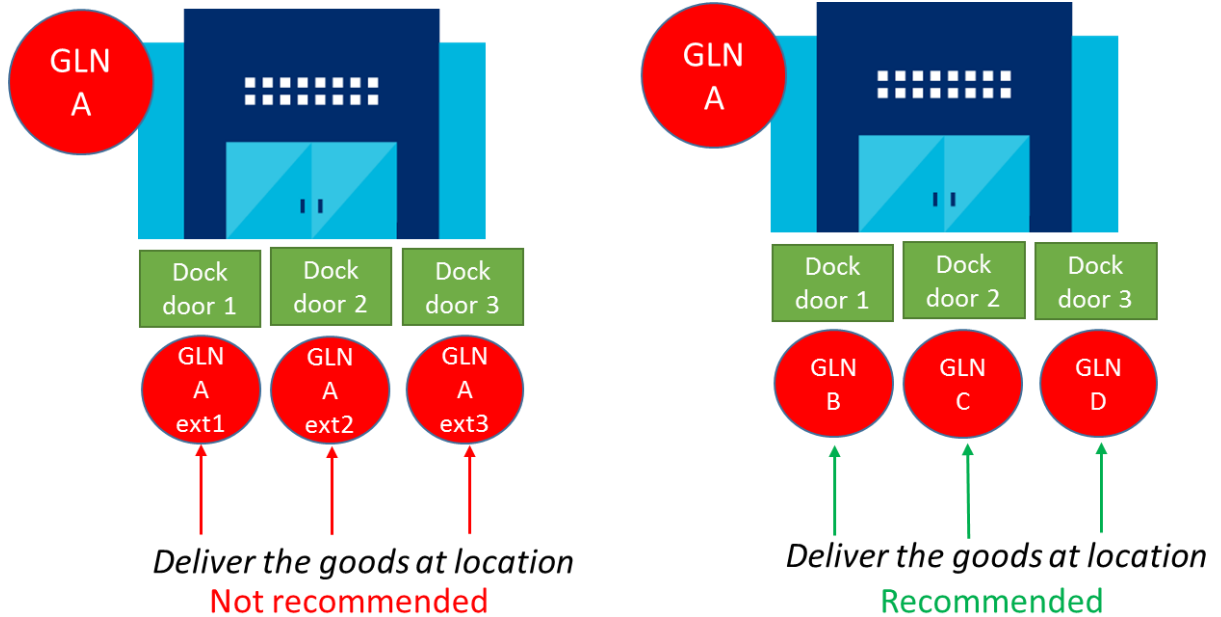 GLN
A
Dock
door 1
Dock
door 2
Dock
door 3
GLN
A
ext1
GLN
A
ext2
GLN
A
ext3
Deliver the goods at location
Not recommended
GLN
A
Dock
door 1
Dock
door 2
Dock
door 3
GLN
B
GLN
C
GLN
D
Deliver the goods at location
Recommended